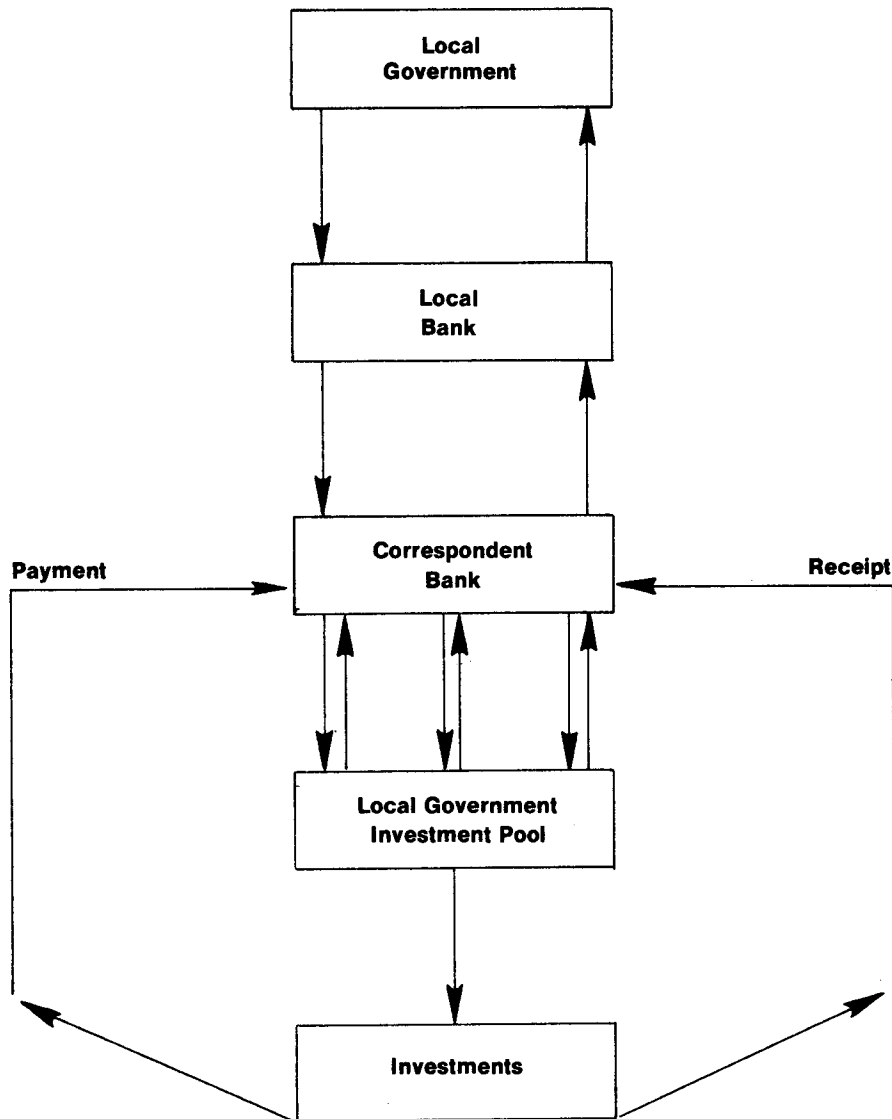 Local
Government
Local
Bank
Correspondent
Bank
Payment
Receipt
Local Government
Investment Pool
Investments